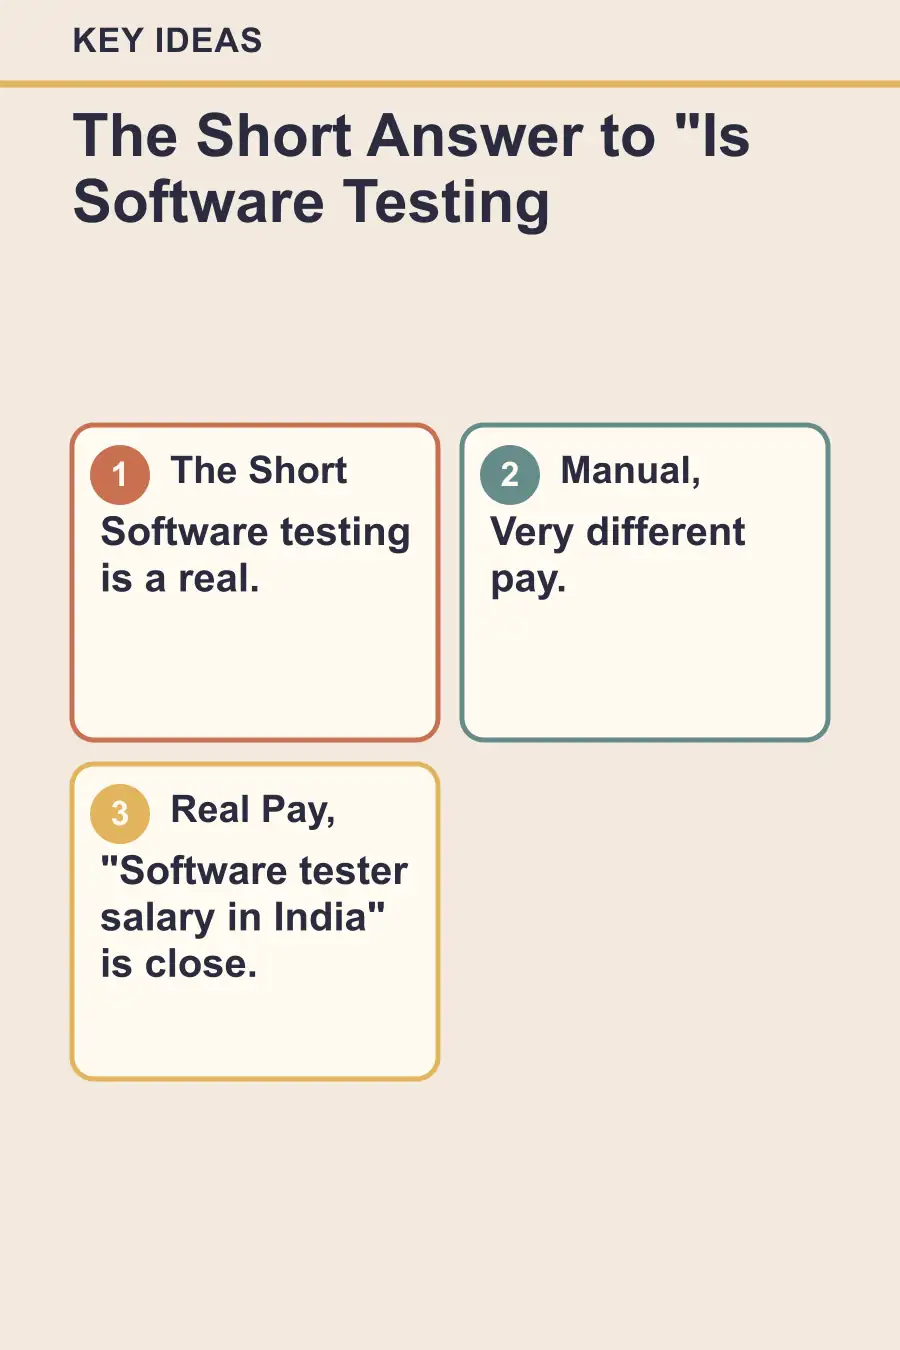 KEY IDEAS
The Short Answer to "Is
Software Testing
1 The Short
Software testing
is a real.
2 Manual,
Very different
pay.
3 Real Pay,
"Software tester
salary in India"
is close.